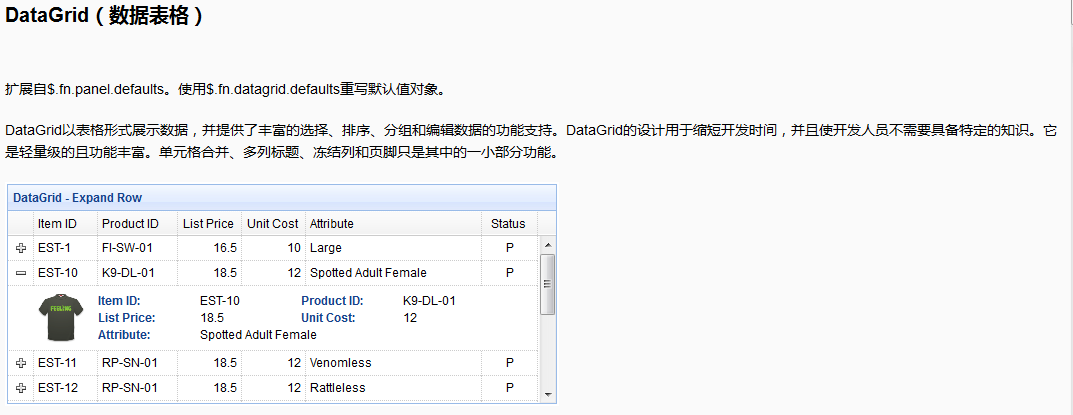 DataGrid（数据表格）
扩展自$.fn.panel.defaults。使用$.fn.datagrid.defaults重写默认值对象。
DataGrid以表格形式展示数据，并提供了丰富的选择、排序、分组和编辑数据的功能支持。DataGrid的设计用于缩短开发时间，并且使开发人员不需要具备特定的知识。它
是轻量级的且功能丰富。单元格合并、多列标题、冻结列和页脚只是其中的一小部分功能。
DataGrid - Expand Row
Item ID Product ID List Price Unit Cost Attribute Status
EST-1 FI-SW-01 16.5 10 Large P
EST-10 K9-DL-01 18.5 12 Spotted Adult Female P
FEELING
Item ID: EST-10 Product ID: K9-DL-01
List Price: 18.5 Unit Cost: 12
Attribute: Spotted Adult Female
EST-11 RP-SN-01 18.5 12 Venomless P
EST-12 RP-SN-01 18.5 12 Rattleless P